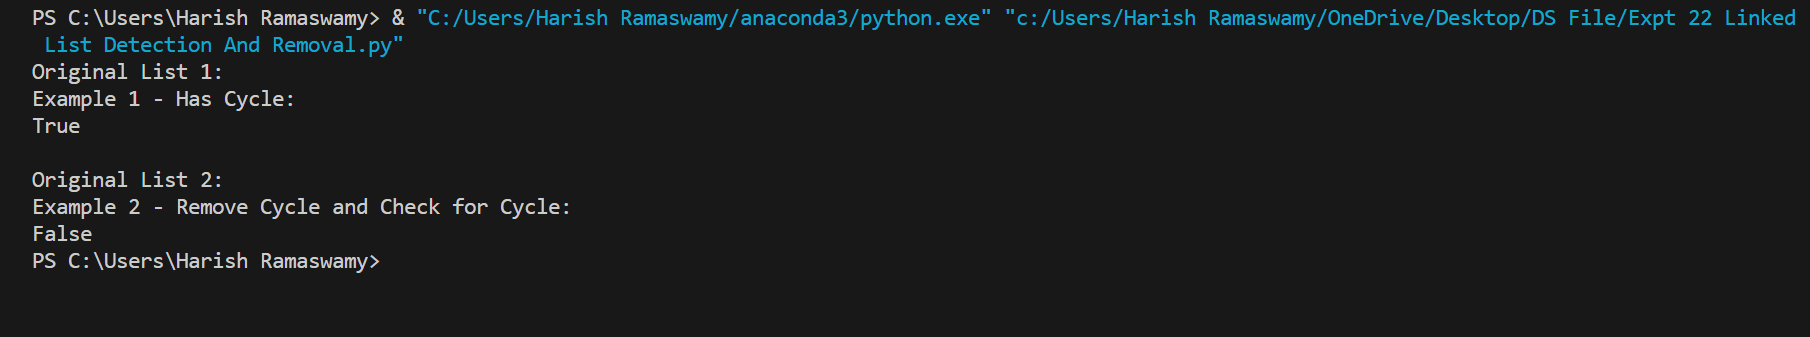 PS C:\Users\Harish Ramaswamy> & "C:/Users/Harish Ramaswamy/anaconda3/python.exe" "c:/Users/Harish Ramaswamy/OneDrive/Desktop/DS File/Expt 22 Linked
 List Detection And Removal.py"
Original List 1:
Example 1 - Has Cycle:
True

Original List 2:
Example 2 - Remove Cycle and Check for Cycle:
False
PS C:\Users\Harish Ramaswamy>